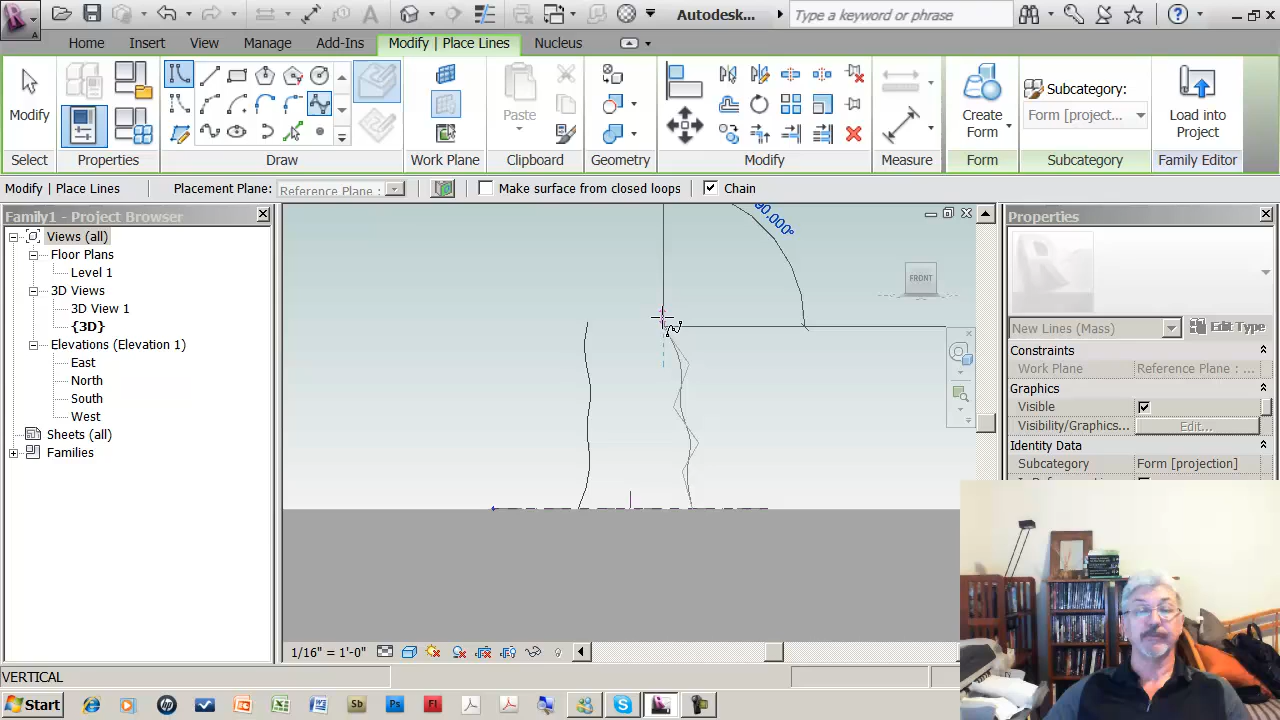 Autodesk...
Type a keyword or phrase
Home
Insert
View
Manage
Add-Ins
Modify | Place Lines
Nucleus
Modify
Paste
Create Form
Subcategory:
Form [project...
Load into Project
Select
Properties
Draw
Work Plane
Clipboard
Geometry
Modify
Measure
Form
Subcategory
Family Editor
Modify | Place Lines
Placement Plane:
Reference Plane :
Make surface from closed loops
Chain
Family1 - Project Browser
Views (all)
Floor Plans
Level 1
3D Views
3D View 1
{3D}
Elevations (Elevation 1)
East
North
South
West
Sheets (all)
Families
90.000°
FRONT
Properties
New Lines (Mass)
Edit Type
Constraints
Work Plane
Reference Plane : ...
Graphics
Visible
Visibility/Graphics...
Edit...
Identity Data
Subcategory
Form [projection]
1/16" = 1'-0"
VERTICAL
Start
Sb
Ps
Fl